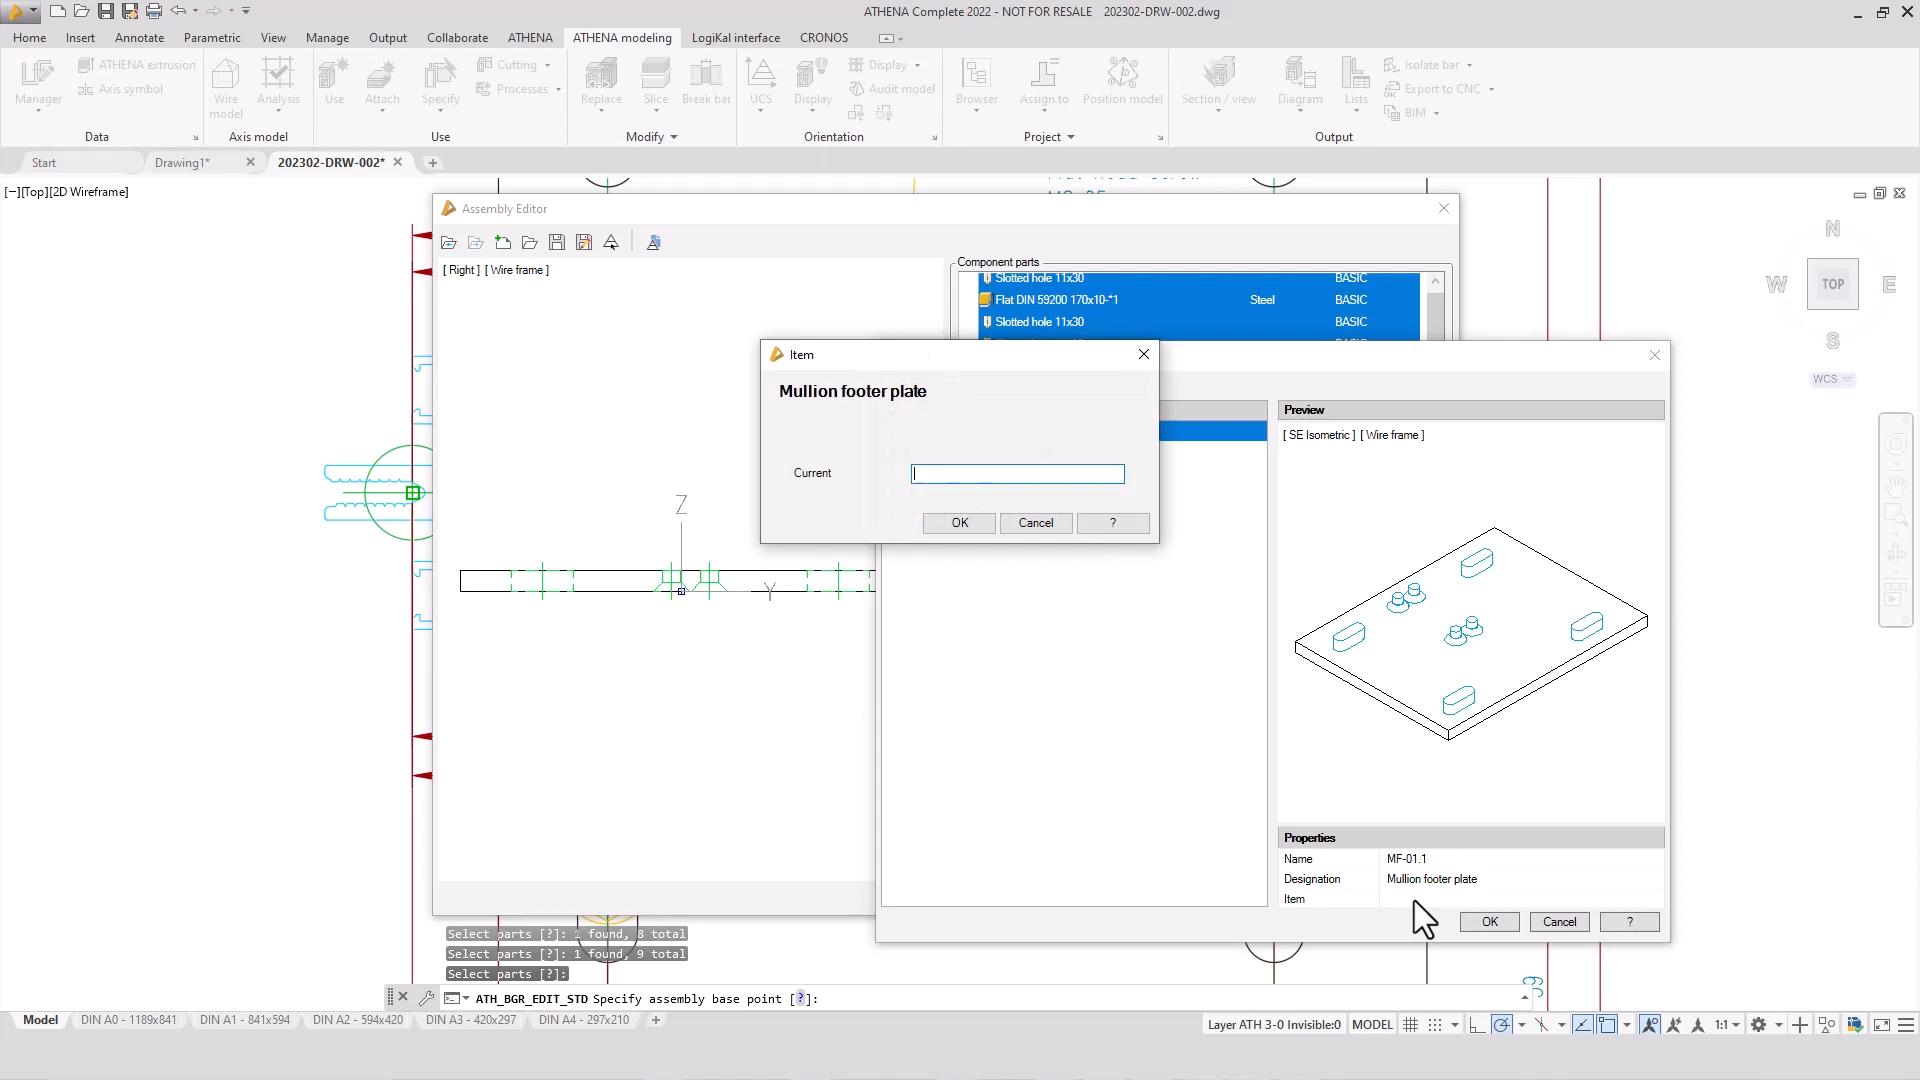 ATHENA Complete 2022 - NOT FOR RESALE 202302-DRW-002.dwg
Home Insert Annotate Parametric View Manage Output Collaborate ATHENA ATHENA modeling LogiKal interface CRONOS
Manager
ATHENA extrusion
Axis symbol
Data
Wire model
Analysis
Axis model
Use
Attach
Specify
Cutting
Processes
Use
Replace
Slice
Break bar
Modify
UCS
Display
Display
Audit model
Orientation
Browser
Assign to
Position model
Project
Section / view
Diagram
Lists
Isolate bar
Export to CNC
BIM
Output
Start
Drawing1*
202302-DRW-002*
[−][Top][2D Wireframe]
Assembly Editor
[ Right ] [ Wire frame ]
Component parts
Slotted hole 11x30 BASIC
Flat DIN 59200 170x10-*1 Steel BASIC
Slotted hole 11x30 BASIC
N
W TOP E
S
WCS
Item
Mullion footer plate
Current
OK Cancel ?
Z
Y
Preview
[ SE Isometric ] [ Wire frame ]
Properties
Name MF-01.1
Designation Mullion footer plate
Item
OK Cancel ?
Select parts [?]: 1 found, 8 total
Select parts [?]: 1 found, 9 total
Select parts [?]:
ATH_BGR_EDIT_STD Specify assembly base point [?]:
Model DIN A0 - 1189x841 DIN A1 - 841x594 DIN A2 - 594x420 DIN A3 - 420x297 DIN A4 - 297x210
Layer ATH 3-0 Invisible:0 MODEL 1:1